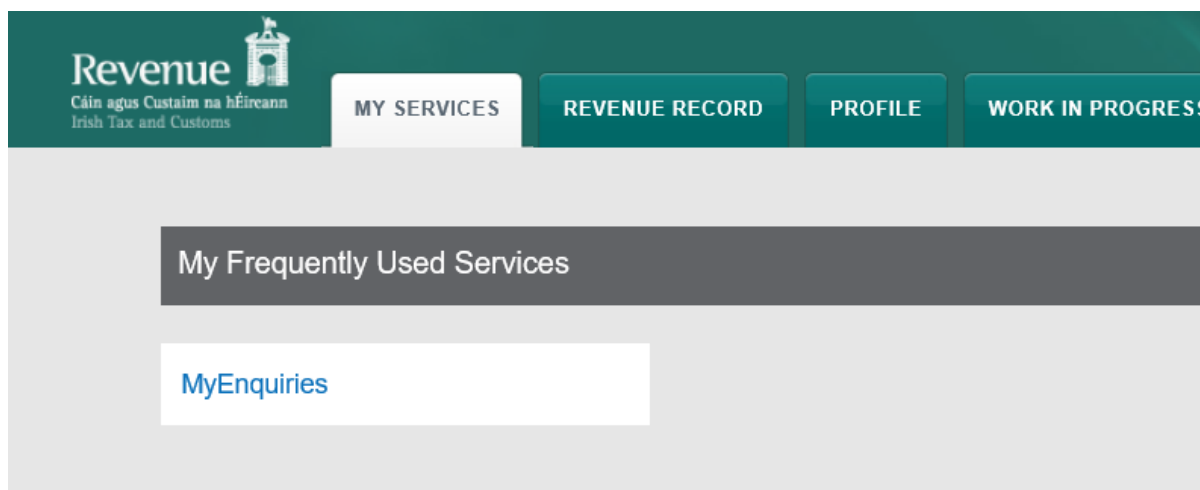 Revenue
Cáin agus Custaim na hÉireann
Irish Tax and Customs
MY SERVICES
REVENUE RECORD
PROFILE
WORK IN PROGRESS
My Frequently Used Services
MyEnquiries